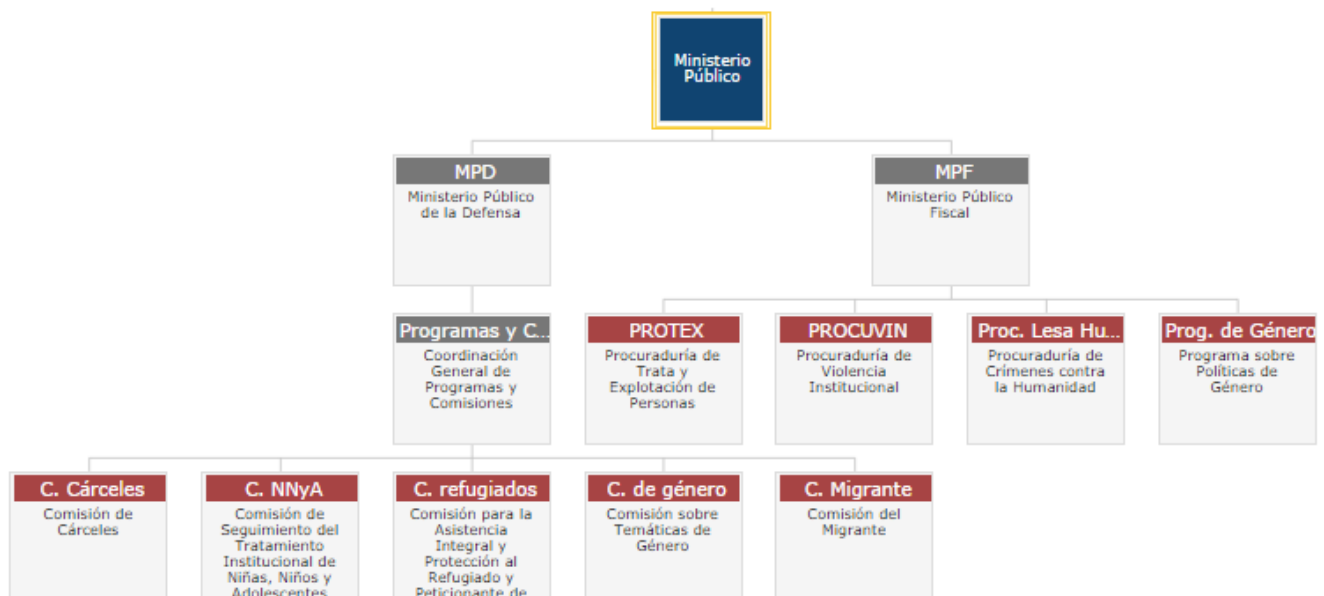 Ministerio
Público
MPD
Ministerio Público
de la Defensa
MPF
Ministerio Público
Fiscal
Programas y C...
Coordinación
General de
Programas y
Comisiones
PROTEX
Procuraduría de
Trata y
Explotación de
Personas
PROCUVIN
Procuraduría de
Violencia
Institucional
Proc. Lesa Hu...
Procuraduría de
Crímenes contra
la Humanidad
Prog. de Género
Programa sobre
Políticas de
Género
C. Cárceles
Comisión de
Cárceles
C. NNyA
Comisión de
Seguimiento del
Tratamiento
Institucional de
Niñas, Niños y
Adolescentes
C. refugiados
Comisión para la
Asistencia
Integral y
Protección al
Refugiado y
Peticionante de
C. de género
Comisión sobre
Temáticas de
Género
C. Migrante
Comisión del
Migrante